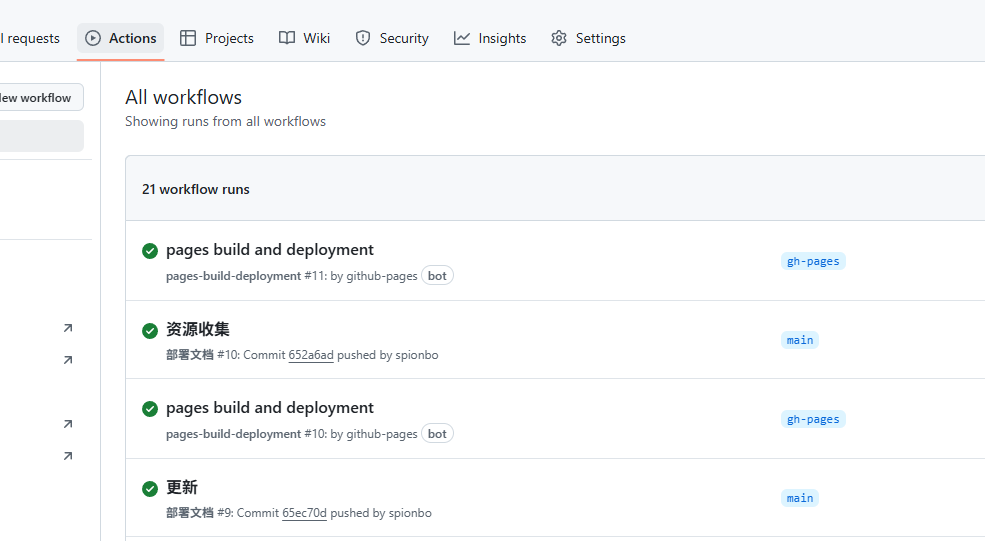 l requests Actions Projects Wiki Security Insights Settings
ew workflow
All workflows
Showing runs from all workflows
21 workflow runs
pages build and deployment
gh-pages
pages-build-deployment #11: by github-pages bot
资源收集
main
部署文档 #10: Commit 652a6ad pushed by spionbo
pages build and deployment
gh-pages
pages-build-deployment #10: by github-pages bot
更新
main
部署文档 #9: Commit 65ec70d pushed by spionbo